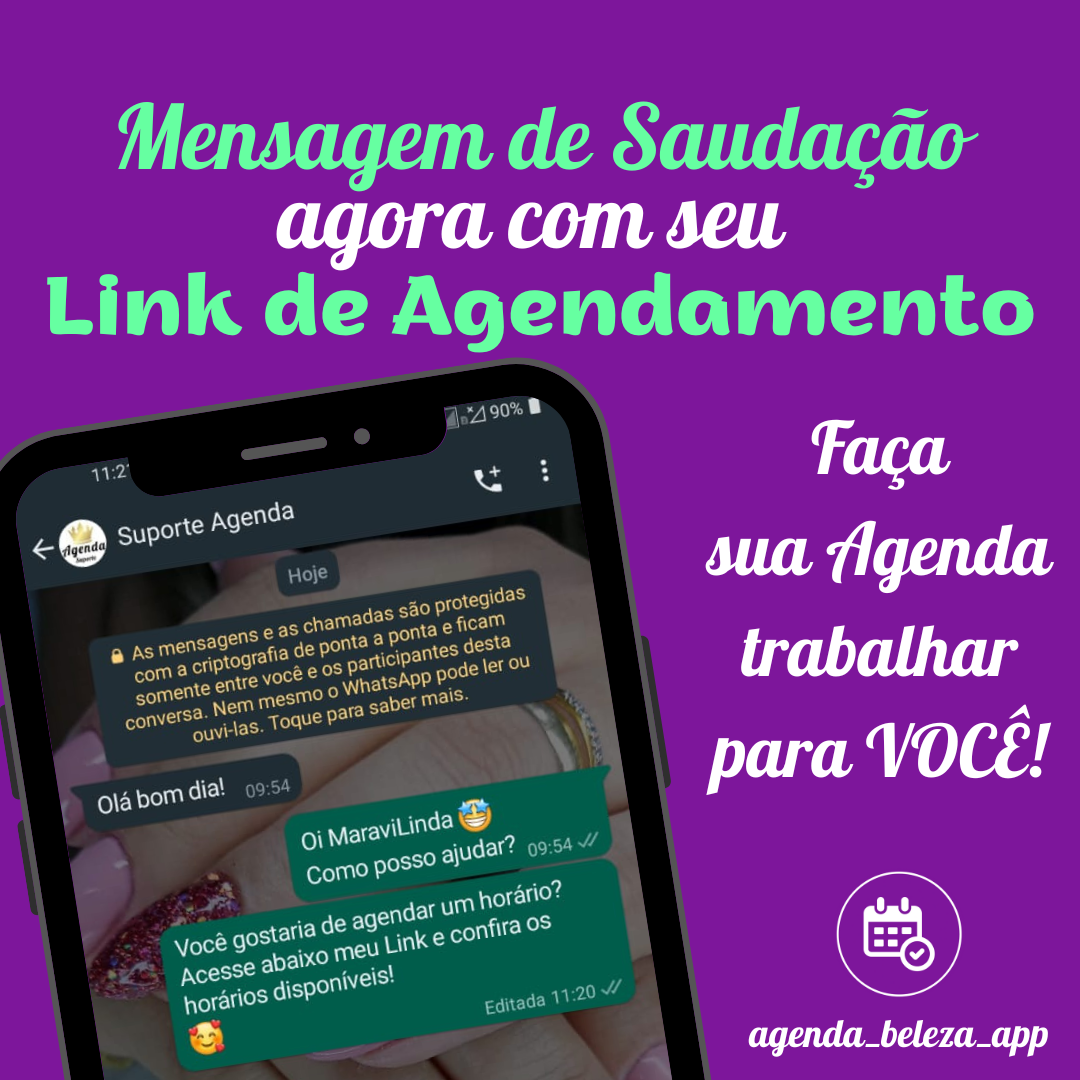 Mensagem de Saudação
agora com seu
Link de Agendamento
Faça
sua Agenda
trabalhar
para VOCÊ!
11:21
90%
Agenda
Suporte
Suporte Agenda
Hoje
As mensagens e as chamadas são protegidas
com a criptografia de ponta a ponta e ficam
somente entre você e os participantes desta
conversa. Nem mesmo o WhatsApp pode ler ou
ouvi-las. Toque para saber mais.
Olá bom dia! 09:54
Oi MaraviLinda 🤩
Como posso ajudar? 09:54
Você gostaria de agendar um horário?
Acesse abaixo meu Link e confira os
horários disponíveis!
🥰 Editada 11:20
agenda_beleza_app